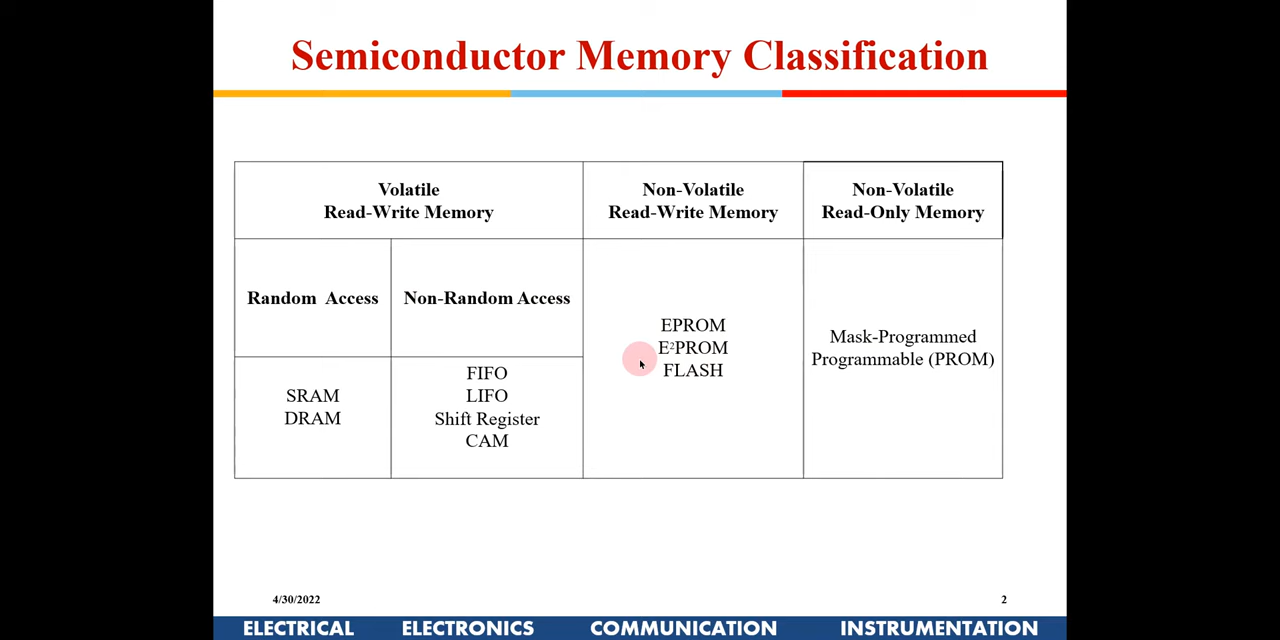 Semiconductor Memory Classification
Volatile
Read-Write Memory
Non-Volatile
Read-Write Memory
Non-Volatile
Read-Only Memory
Random Access
Non-Random Access
SRAM
DRAM
FIFO
LIFO
Shift Register
CAM
EPROM
E²PROM
FLASH
Mask-Programmed
Programmable (PROM)
4/30/2022
2
ELECTRICAL ELECTRONICS COMMUNICATION INSTRUMENTATION